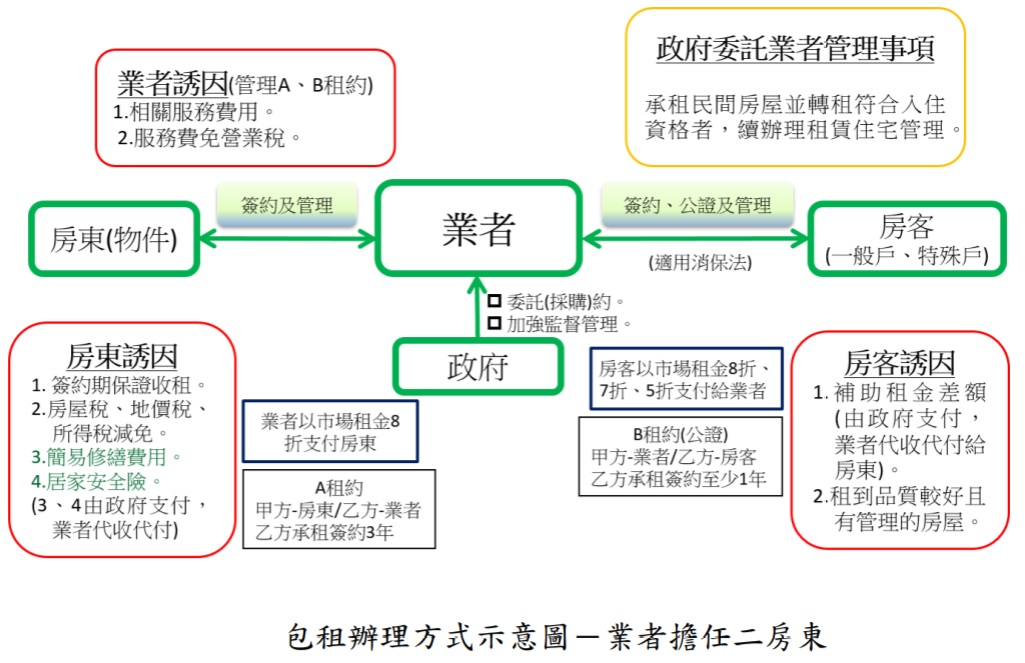 業者誘因(管理A、B租約)
1.相關服務費用。
2.服務費免營業稅。
政府委託業者管理事項
承租民間房屋並轉租符合入住
資格者，續辦理租賃住宅管理。
房東(物件)
簽約及管理
業者
簽約、公證及管理
(適用消保法)
房客
(一般戶、特殊戶)
委託(採購)約。
加強監督管理。
政府
房東誘因
1. 簽約期保證收租。
2.房屋稅、地價稅、
所得稅減免。
3.簡易修繕費用。
4.居家安全險。
(3、4由政府支付，
業者代收代付)
業者以市場租金8
折支付房東
A租約
甲方-房東/乙方-業者
乙方承租簽約3年
房客以市場租金8折、
7折、5折支付給業者
B租約(公證)
甲方-業者/乙方-房客
乙方承租簽約至少1年
房客誘因
1.補助租金差額
(由政府支付，
業者代收代付給
房東)。
2.租到品質較好且
有管理的房屋。
包租辦理方式示意圖－業者擔任二房東